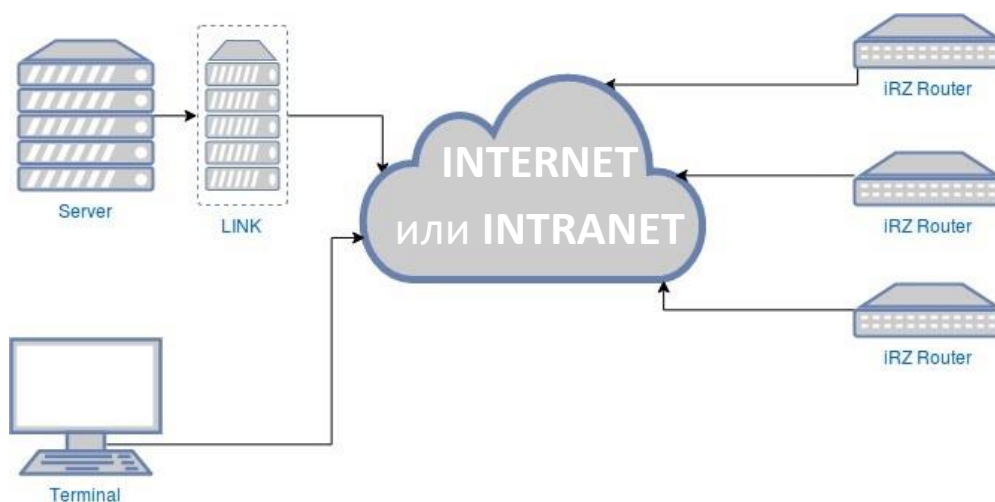 Server
LINK
INTERNET
или INTRANET
iRZ Router
iRZ Router
iRZ Router
Terminal